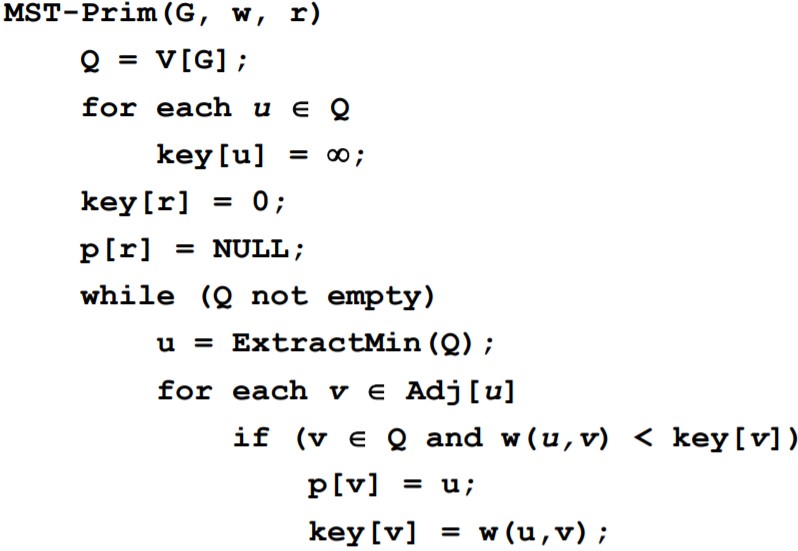 MST-Prim(G, w, r)
    Q = V[G];
    for each u ∈ Q
        key[u] = ∞;
    key[r] = 0;
    p[r] = NULL;
    while (Q not empty)
        u = ExtractMin(Q);
        for each v ∈ Adj[u]
            if (v ∈ Q and w(u,v) < key[v])
                p[v] = u;
                key[v] = w(u,v);